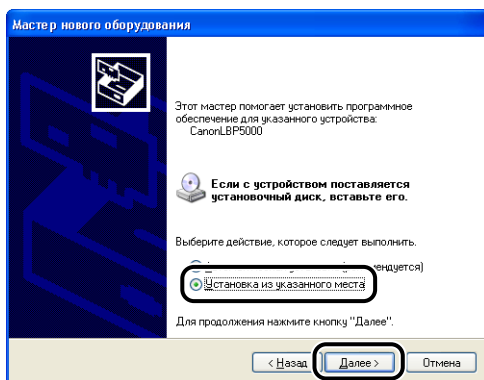 Мастер нового оборудования
Этот мастер помогает установить программное
обеспечение для указанного устройства:
CanonLBP5000
Если с устройством поставляется
установочный диск, вставьте его.
Выберите действие, которое следует выполнить.
Установка из указанного места
Для продолжения нажмите кнопку "Далее".
< Назад Далее > Отмена